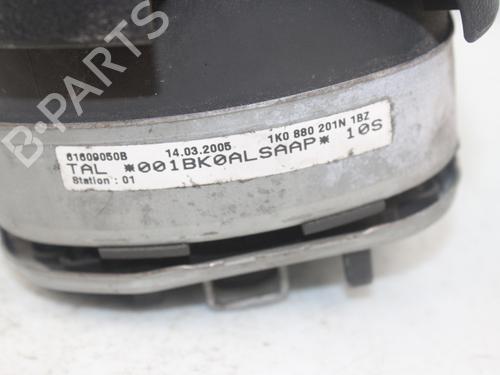 B-PARTS
61609050B 14.03.2005 1K0 880 201N 1BZ
TAL *001BK0ALSAAP* 10S
Station : 01